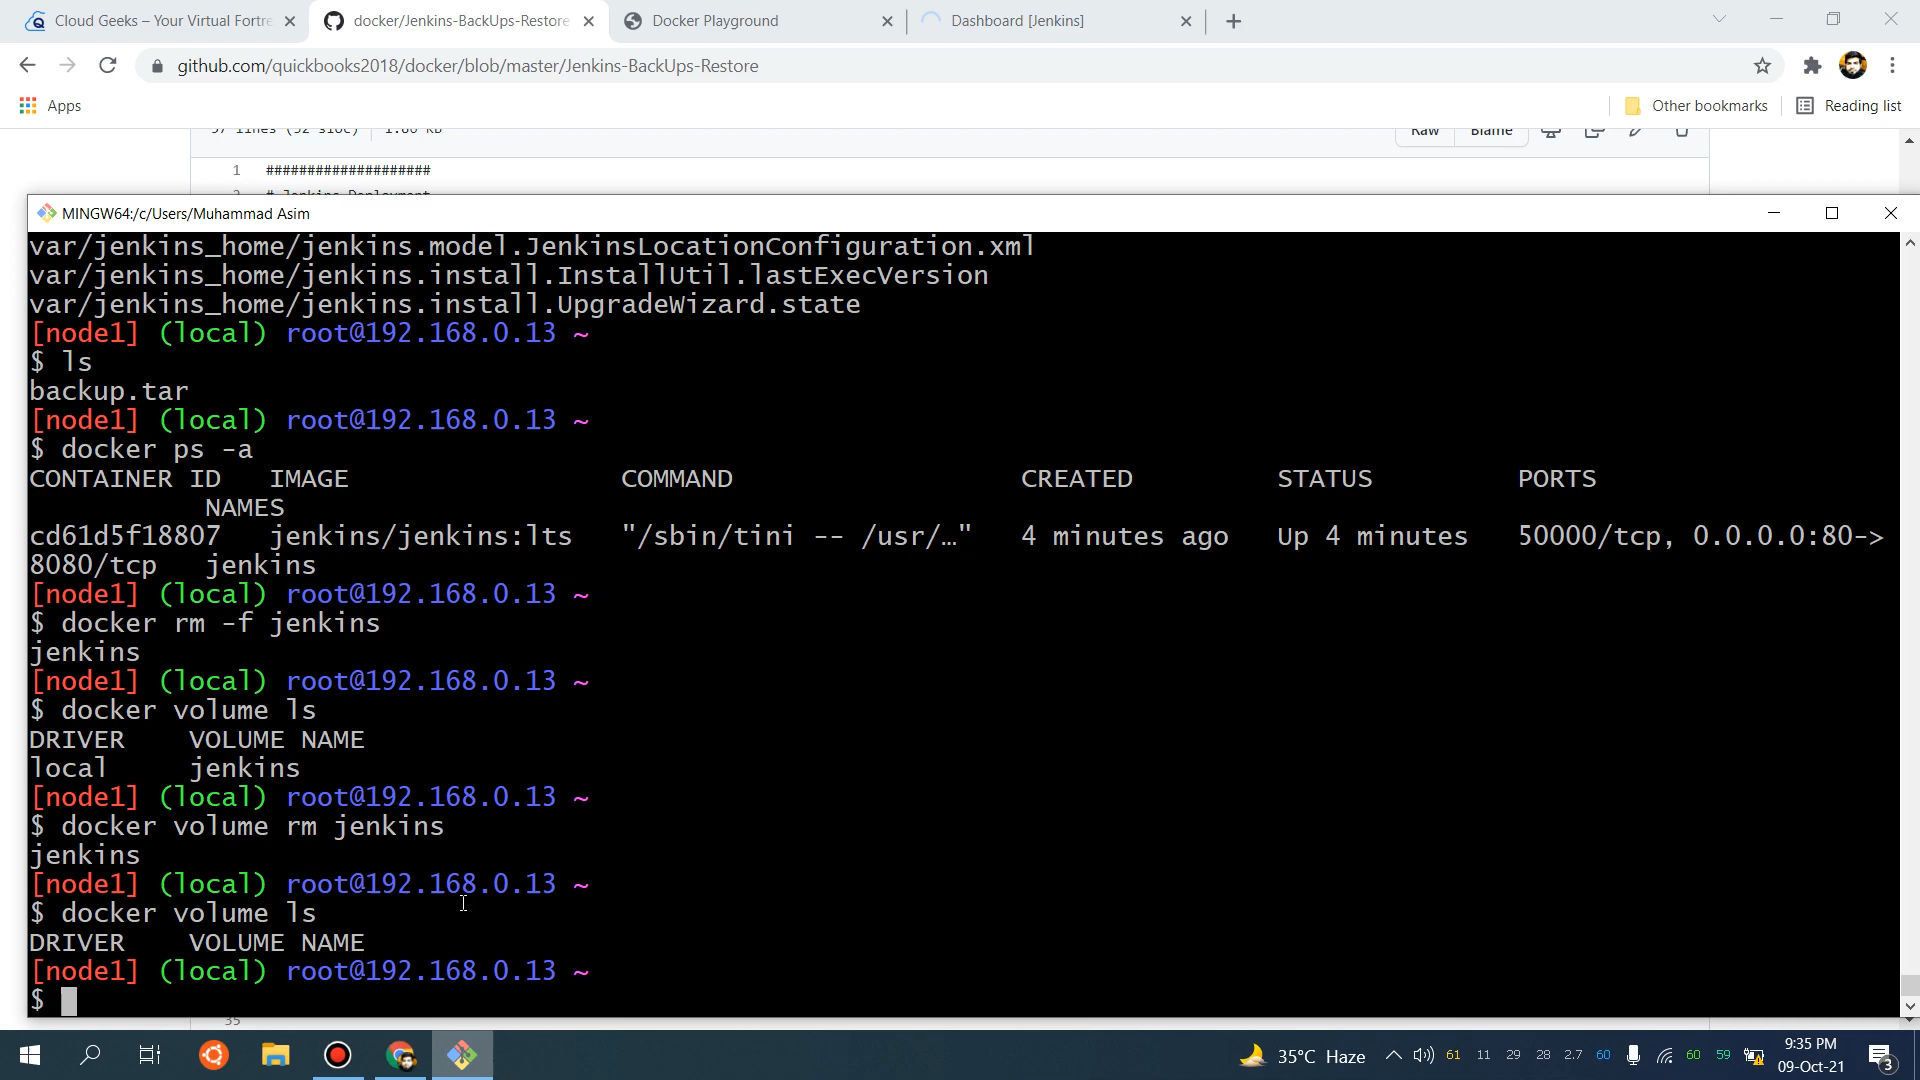 Cloud Geeks – Your Virtual Fortre
docker/Jenkins-BackUps-Restore
Docker Playground
Dashboard [Jenkins]
github.com/quickbooks2018/docker/blob/master/Jenkins-BackUps-Restore
Apps
Other bookmarks
Reading list
Raw
Blame
1 ####################
MINGW64:/c/Users/Muhammad Asim
var/jenkins_home/jenkins.model.JenkinsLocationConfiguration.xml
var/jenkins_home/jenkins.install.InstallUtil.lastExecVersion
var/jenkins_home/jenkins.install.UpgradeWizard.state
[node1] (local) root@192.168.0.13 ~
$ ls
backup.tar
[node1] (local) root@192.168.0.13 ~
$ docker ps -a
CONTAINER ID IMAGE COMMAND CREATED STATUS PORTS
NAMES
cd61d5f18807 jenkins/jenkins:lts "/sbin/tini -- /usr/…" 4 minutes ago Up 4 minutes 50000/tcp, 0.0.0.0:80->
8080/tcp jenkins
[node1] (local) root@192.168.0.13 ~
$ docker rm -f jenkins
jenkins
[node1] (local) root@192.168.0.13 ~
$ docker volume ls
DRIVER VOLUME NAME
local jenkins
[node1] (local) root@192.168.0.13 ~
$ docker volume rm jenkins
jenkins
[node1] (local) root@192.168.0.13 ~
$ docker volume ls
DRIVER VOLUME NAME
[node1] (local) root@192.168.0.13 ~
$
35
35°C Haze
61 11 29 28 2.7 60
60 59
9:35 PM
09-Oct-21
3